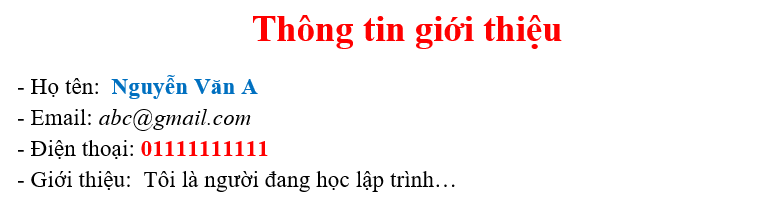 Thông tin giới thiệu
- Họ tên:  Nguyễn Văn A
- Email: abc@gmail.com
- Điện thoại: 01111111111
- Giới thiệu:  Tôi là người đang học lập trình…